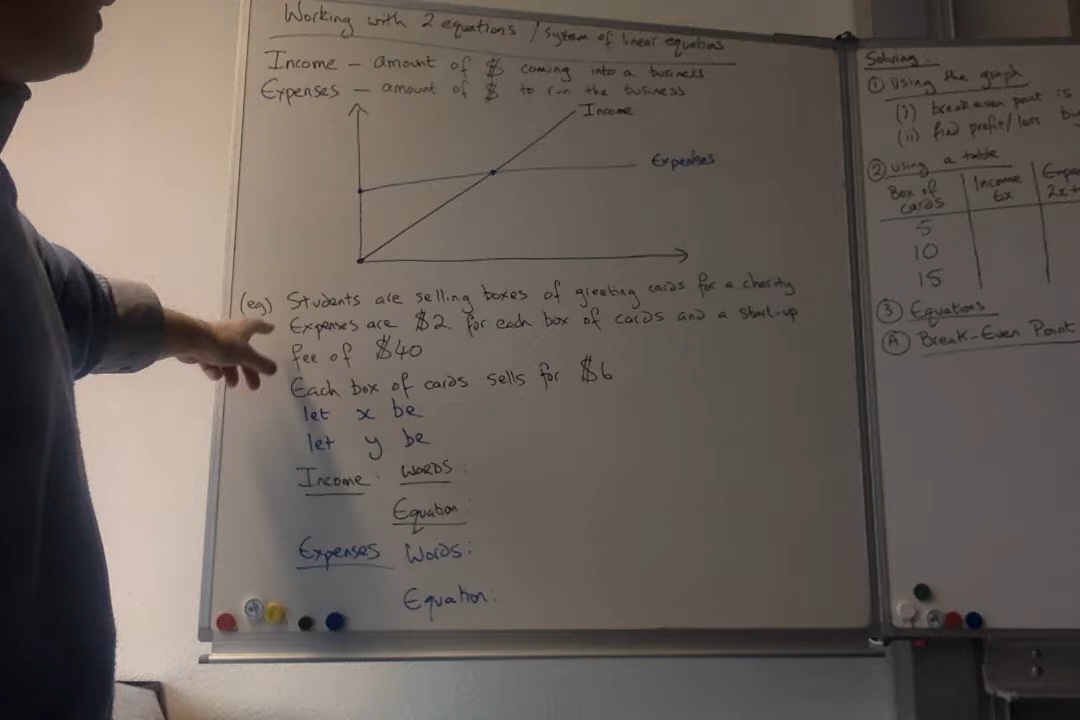 Working with 2 equations / system of linear equations
Income – amount of $ coming into a business
Expenses – amount of $ to run the business
Income
Expenses
(eg) Students are selling boxes of greeting cards for a charity
Expenses are $2 for each box of cards and a start-up
fee of $40
Each box of cards sells for $6
let x be
let y be
Income: Words:
Equation:
Expenses Words:
Equation:
Solving.
① Using the graph
(i) break even point is
(ii) find profit/loss
② Using a table
Box of cards Income 6x 2x+
5
10
15
③ Equations
Ⓐ Break-Even Point